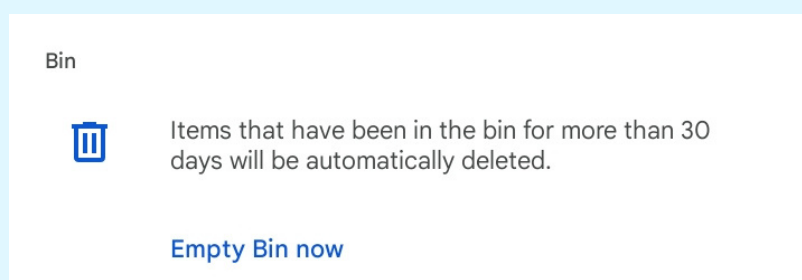 Bin
Items that have been in the bin for more than 30
days will be automatically deleted.
Empty Bin now